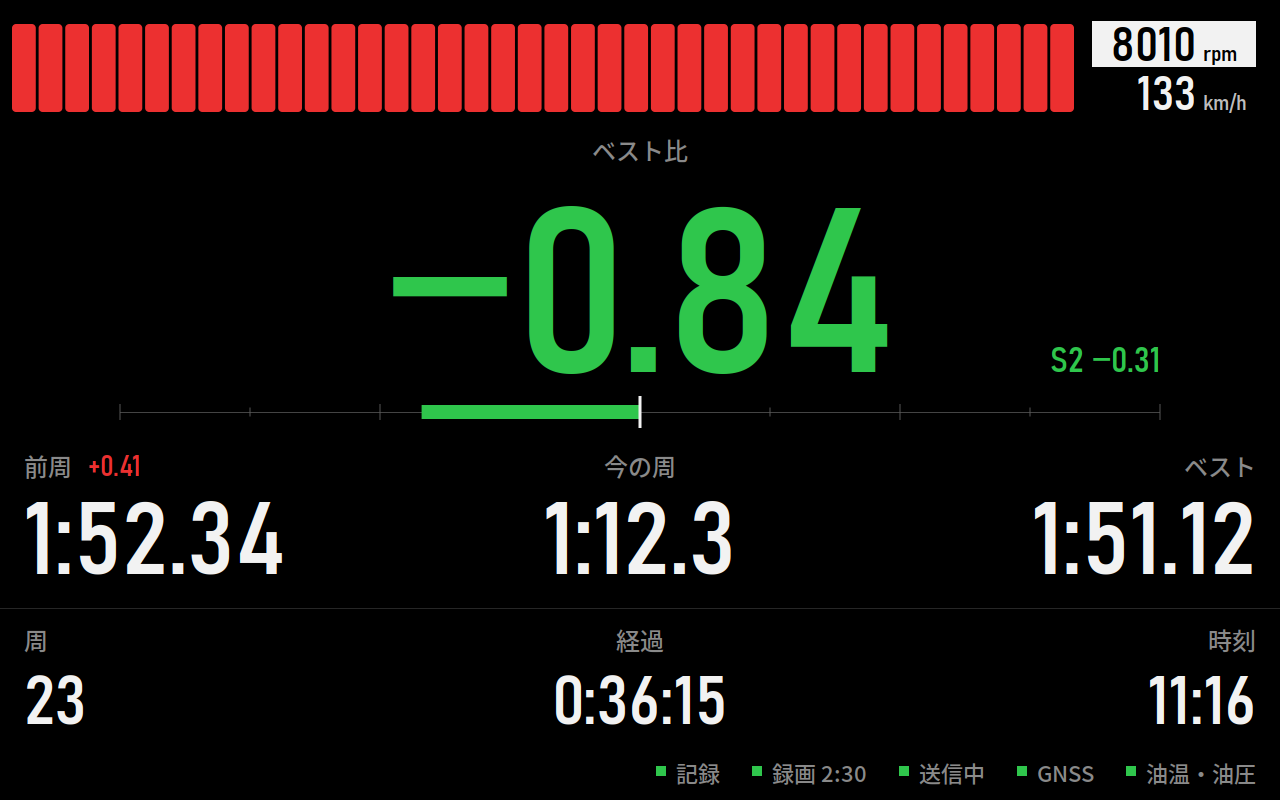 8010 rpm
133 km/h
ベスト比
−0.84
S2 −0.31
前周 +0.41 今の周 ベスト
1:52.34 1:12.3 1:51.12
周 経過 時刻
23 0:36:15 11:16
記録 録画 2:30 送信中 GNSS 油温・油圧